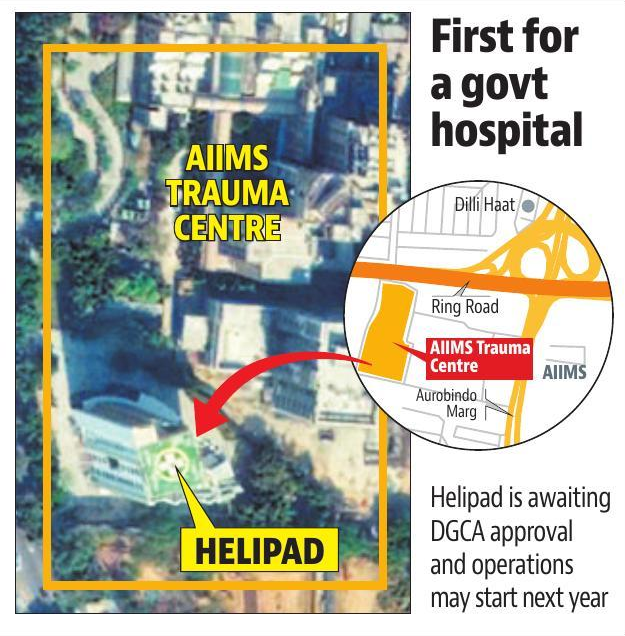 First for
a govt
hospital
AIIMS
TRAUMA
CENTRE
Dilli Haat
Ring Road
AIIMS Trauma
Centre
AIIMS
Aurobindo
Marg
HELIPAD
Helipad is awaiting
DGCA approval
and operations
may start next year